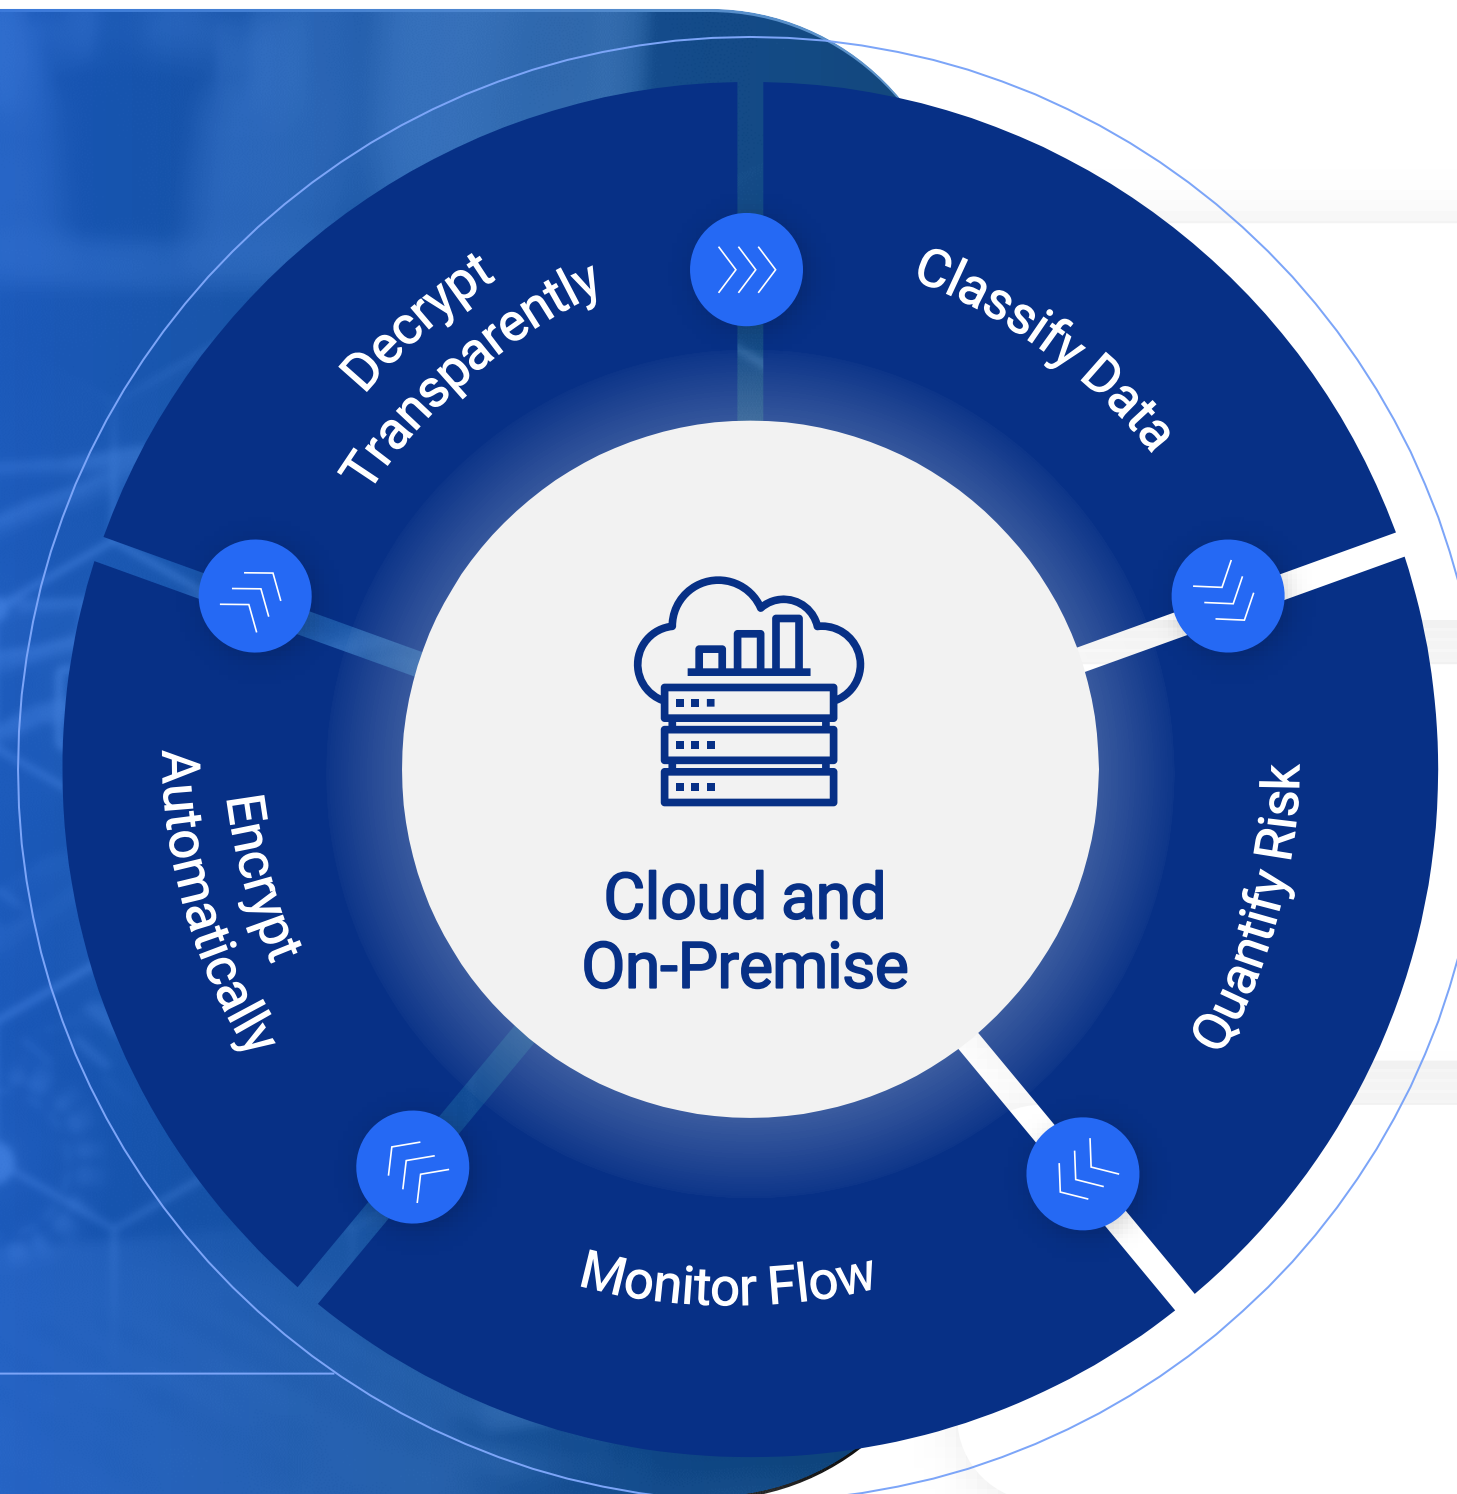 Decrypt
Transparently
Classify Data
Quantify Risk
Monitor Flow
Encrypt
Automatically
Cloud and
On-Premise